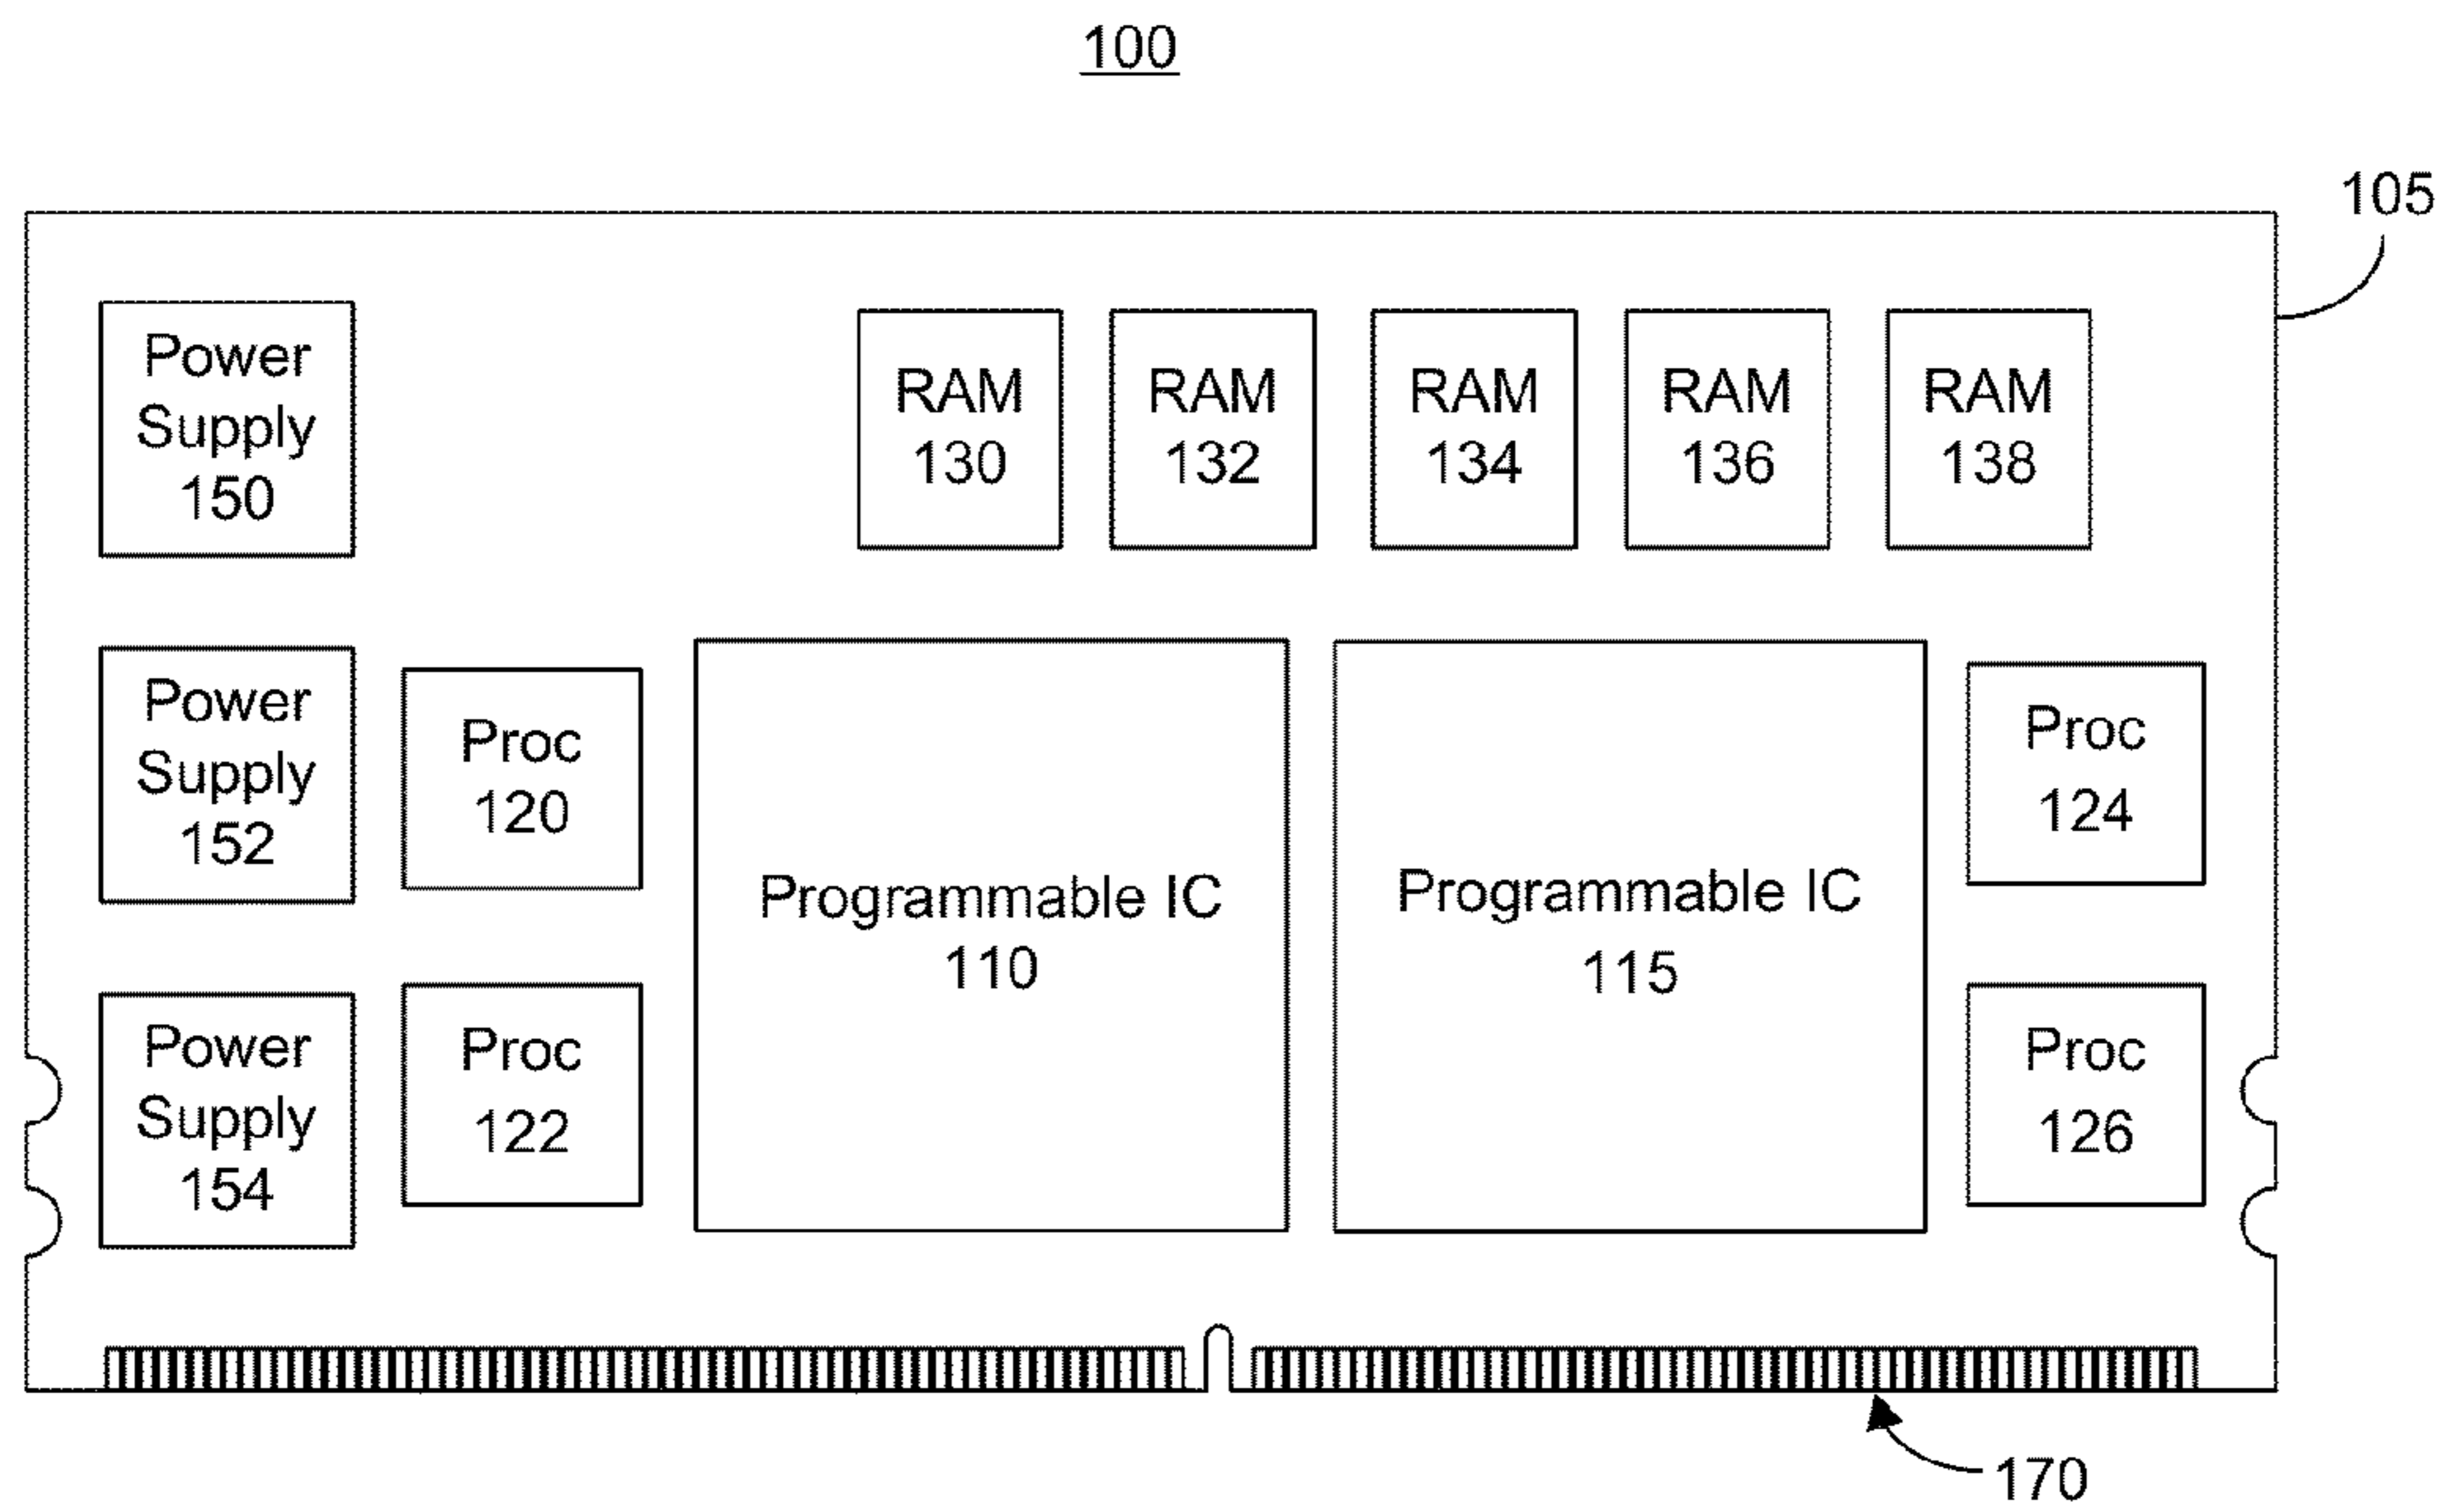 100
105
Power
Supply
150
RAM
130
RAM
132
RAM
134
RAM
136
RAM
138
Power
Supply
152
Proc
120
Programmable IC
110
Programmable IC
115
Proc
124
Power
Supply
154
Proc
122
Proc
126
170